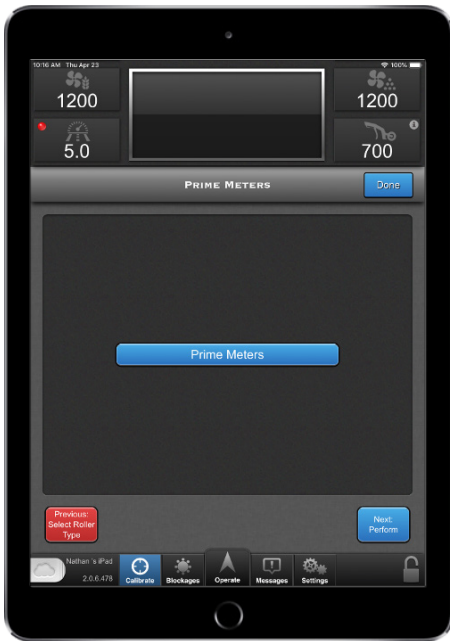 10:16 AM Thu Apr 23
100%
1200
1200
5.0
700
PRIME METERS
Done
Prime Meters
Previous:
Select Roller
Type
Next:
Perform
Nathan 's iPad
2.0.6.478
Calibrate
Blockages
Operate
Messages
Settings